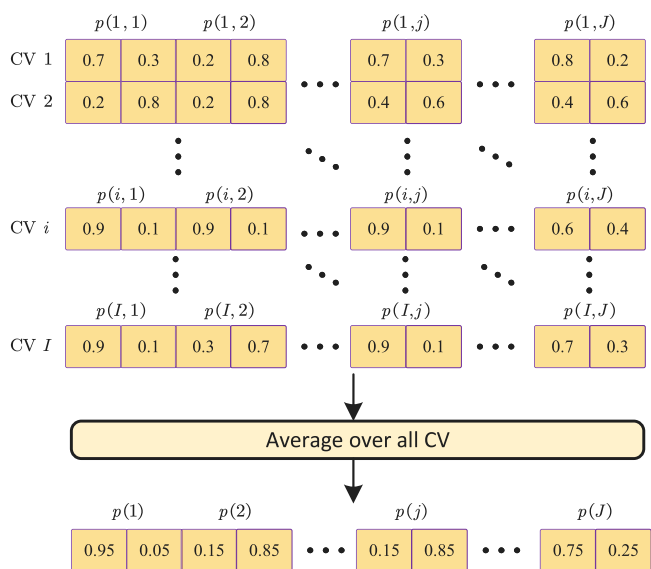 p(1, 1) p(1, 2) p(1,j) p(1,J)
CV 1 0.7 0.3 0.2 0.8 ••• 0.7 0.3 ••• 0.8 0.2
CV 2 0.2 0.8 0.2 0.8 0.4 0.6 0.4 0.6
p(i, 1) p(i, 2) p(i,j) p(i,J)
CV i 0.9 0.1 0.9 0.1 ••• 0.9 0.1 ••• 0.6 0.4
p(I, 1) p(I, 2) p(I,j) p(I,J)
CV I 0.9 0.1 0.3 0.7 ••• 0.9 0.1 ••• 0.7 0.3
Average over all CV
p(1) p(2) p(j) p(J)
0.95 0.05 0.15 0.85 ••• 0.15 0.85 ••• 0.75 0.25